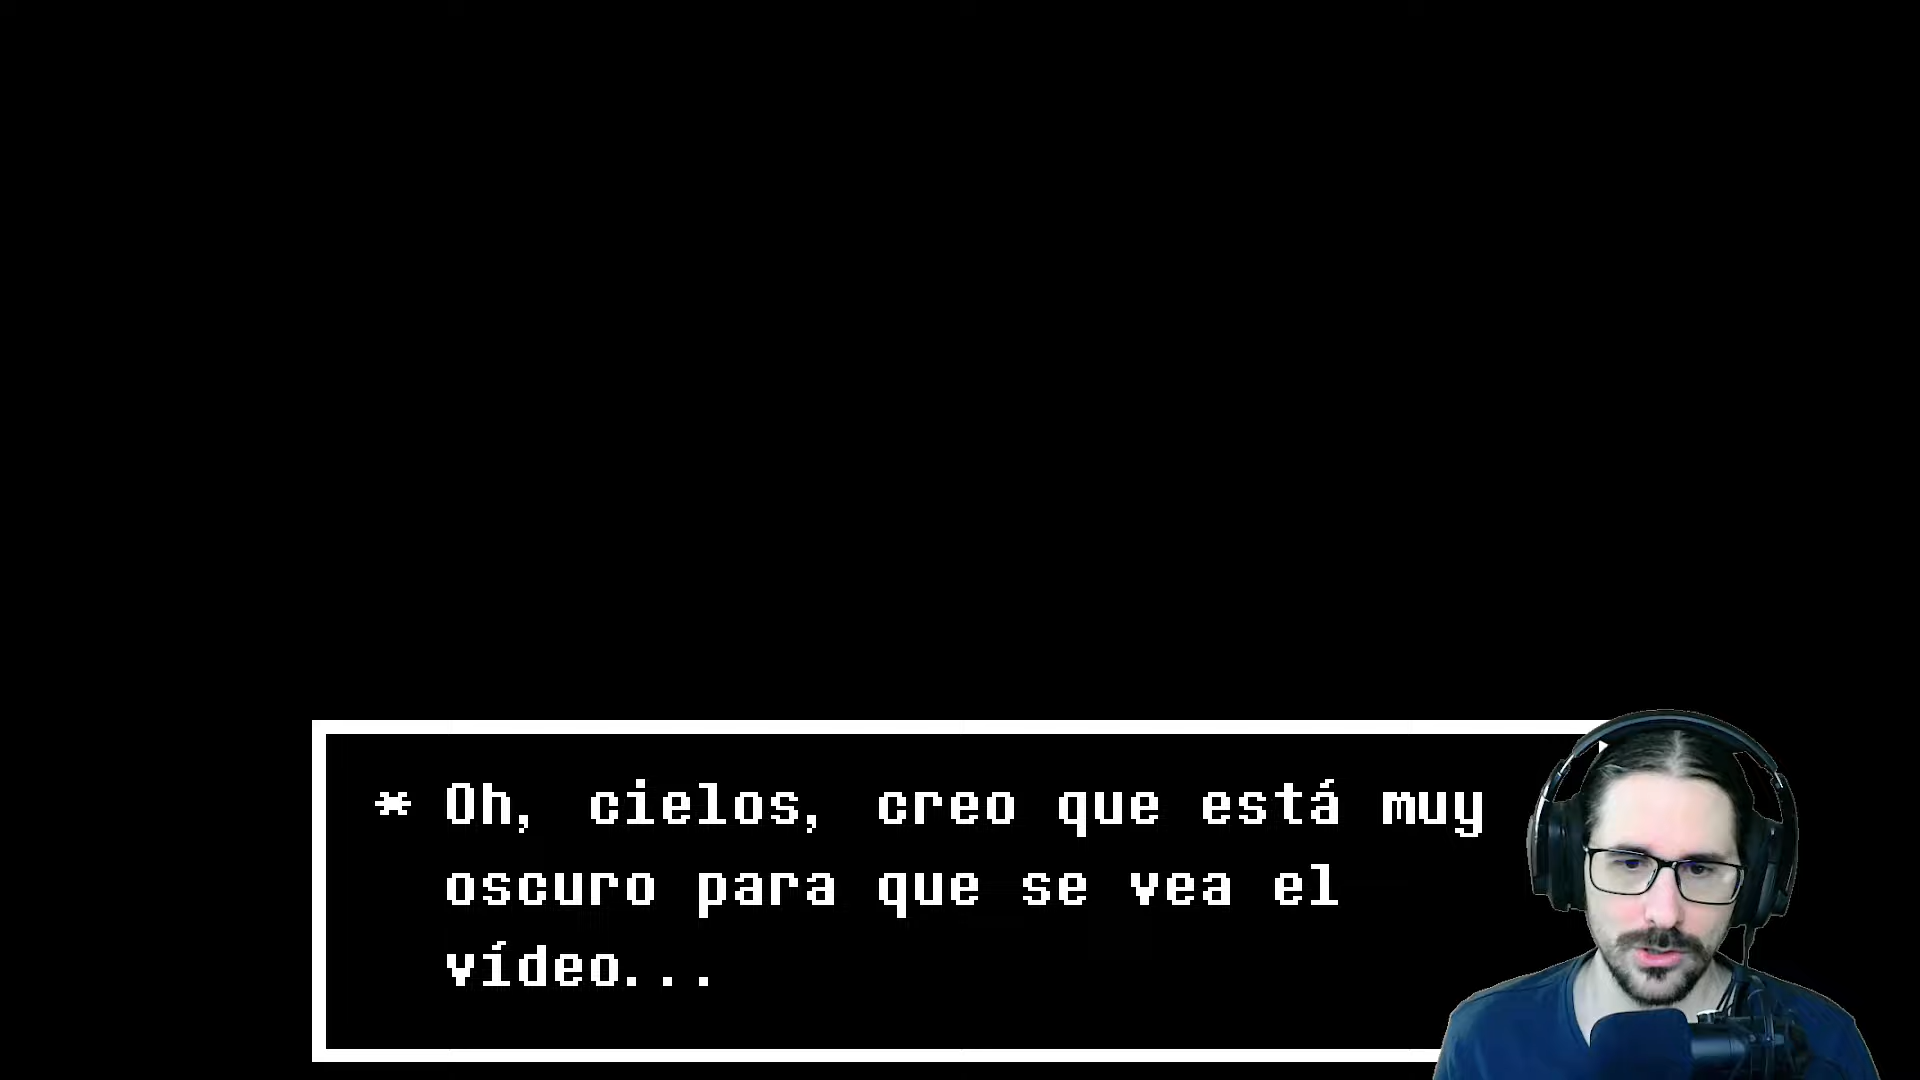 * Oh, cielos, creo que está muy
oscuro para que se vea el
vídeo...